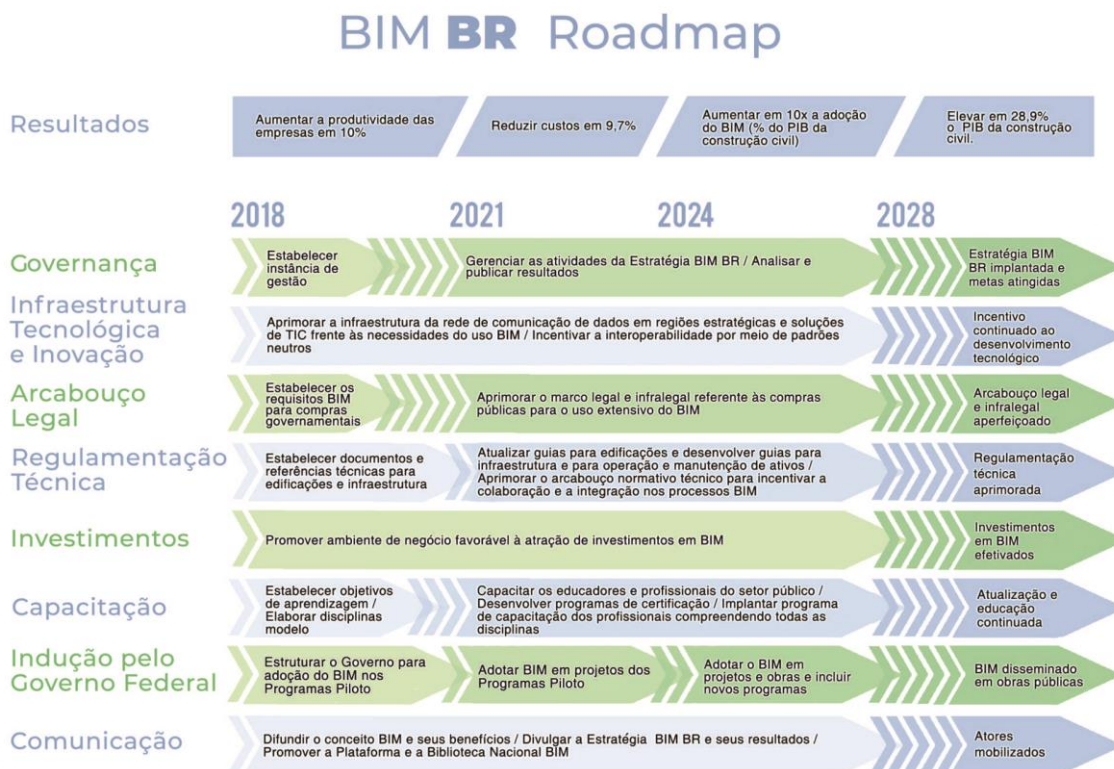 BIM BR Roadmap
Resultados
Aumentar a produtividade das
empresas em 10%
Reduzir custos em 9,7%
Aumentar em 10x a adoção
do BIM (% do PIB da
construção civil)
Elevar em 28,9%
o PIB da construção
civil.
2018
2021
2024
2028
Governança
Estabelecer
instância de
gestão
Gerenciar as atividades da Estratégia BIM BR / Analisar e
publicar resultados
Estratégia BIM
BR implantada e
metas atingidas
Infraestrutura
Tecnológica
e Inovação
Aprimorar a infraestrutura da rede de comunicação de dados em regiões estratégicas e soluções
de TIC frente às necesidades do uso BIM / Incentivar a interoperabilidade por meio de padrões
neutros
Incentivo
continuado ao
desenvolvimento
tecnológico
Arcabouço
Legal
Estabelecer os
requisitos BIM
para compras
governamentais
Aprimorar o marco legal e infralegal referente às compras
públicas para o uso extensivo do BIM
Arcabouço legal
e infralegal
aperfeiçoado
Regulamentação
Técnica
Estabelecer documentos e
referências técnicas para
edificações e infraestrutura
Atualizar guias para edificações e desenvolver guias para
infraestrutura e para operação e manutenção de ativos /
Aprimorar o arcabouço normativo técnico para incentivar a
colaboração e a integração nos processos BIM
Regulamentação
técnica
aprimorada
Investimentos
Promover ambiente de negócio favorável à atração de investimentos em BIM
Investimentos
em BIM
efetivados
Capacitação
Estabelecer objetivos
de aprendizagem /
Elaborar disciplinas
modelo
Capacitar os educadores e profissionais do setor público /
Desenvolver programas de certificação / Implantar programa
de capacitação dos profissionais compreendendo todas as
disciplinas
Atualização e
educação
continuada
Indução pelo
Governo Federal
Estruturar o Governo para
adoção do BIM nos
Programas Piloto
Adotar BIM em projetos dos
Programas Piloto
Adotar o BIM em
projetos e obras e incluir
novos programas
BIM disseminado
em obras públicas
Comunicação
Difundir o conceito BIM e seus benefícios / Divulgar a Estratégia BIM BR e seus resultados /
Promover a Plataforma e a Biblioteca Nacional BIM
Atores
mobilizados